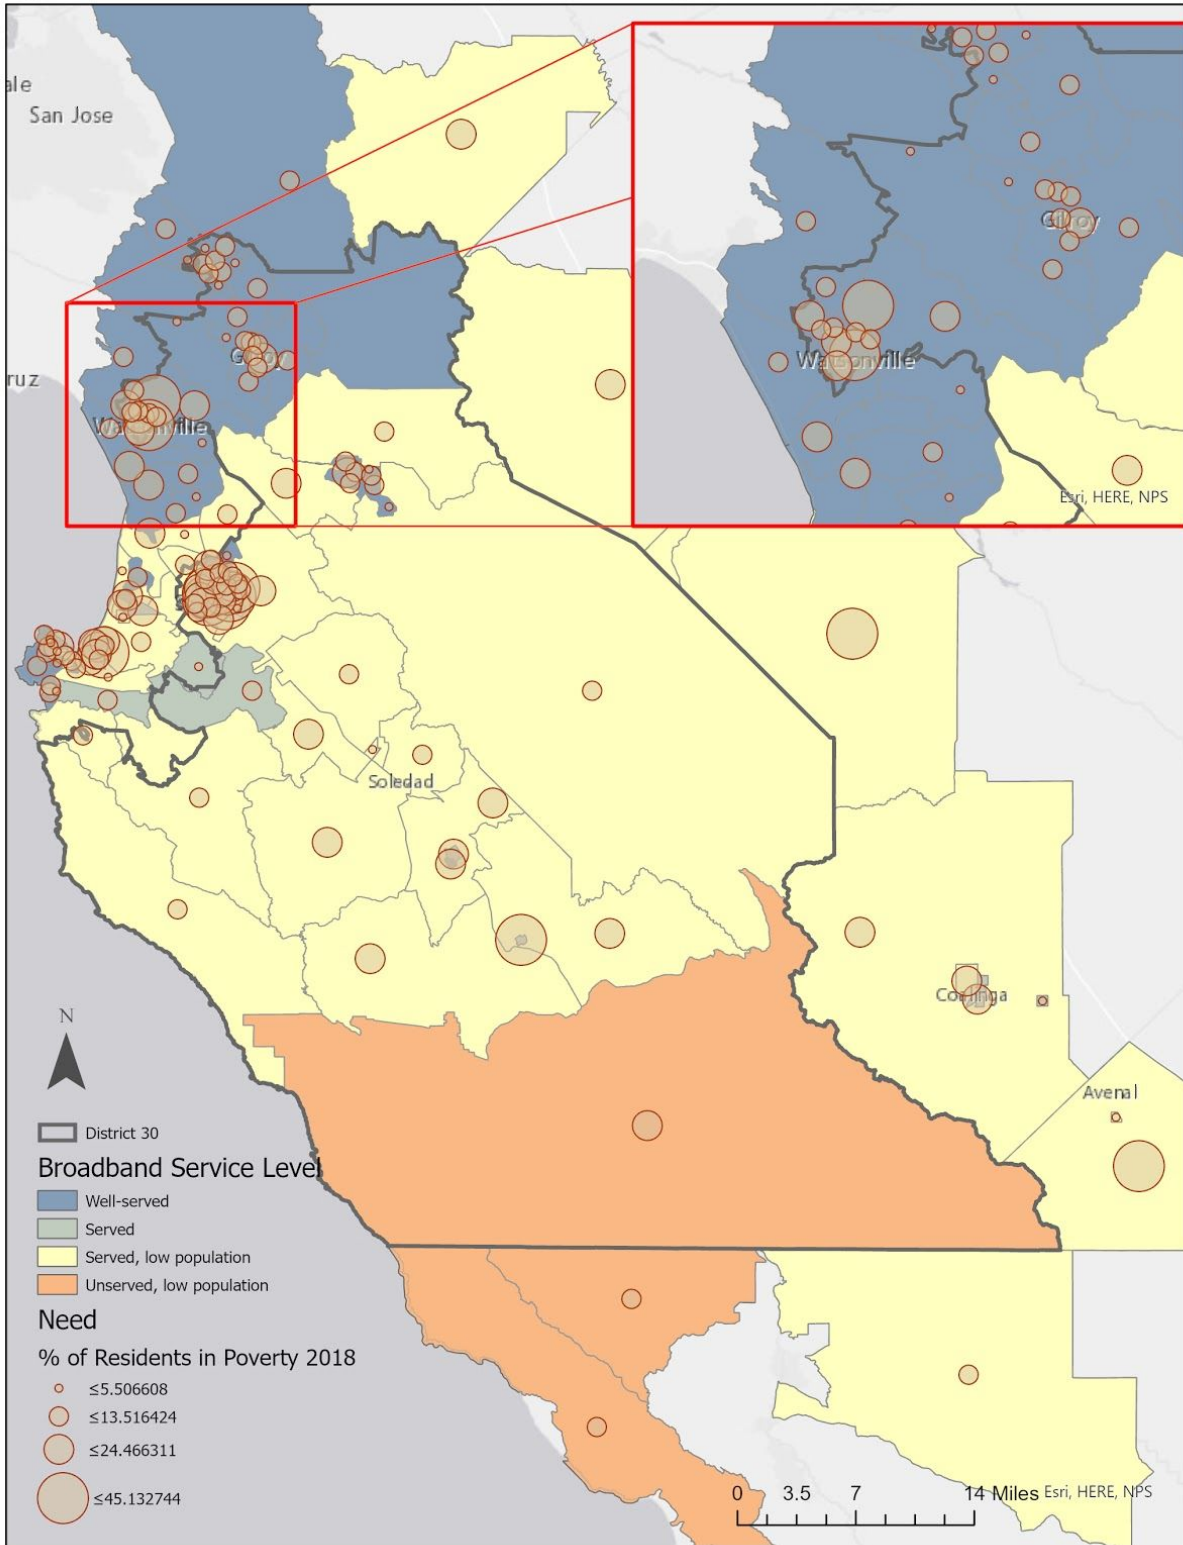 ale
San Jose
ruz
Gilroy
Watsonville
Esri, HERE, NPS
Gilroy
Watsonville
Soledad
Coalinga
Avenal
N
District 30
Broadband Service Level
Well-served
Served
Served, low population
Unserved, low population
Need
% of Residents in Poverty 2018
≤5.506608
≤13.516424
≤24.466311
≤45.132744
0 3.5 7 14 Miles
Esri, HERE, NPS